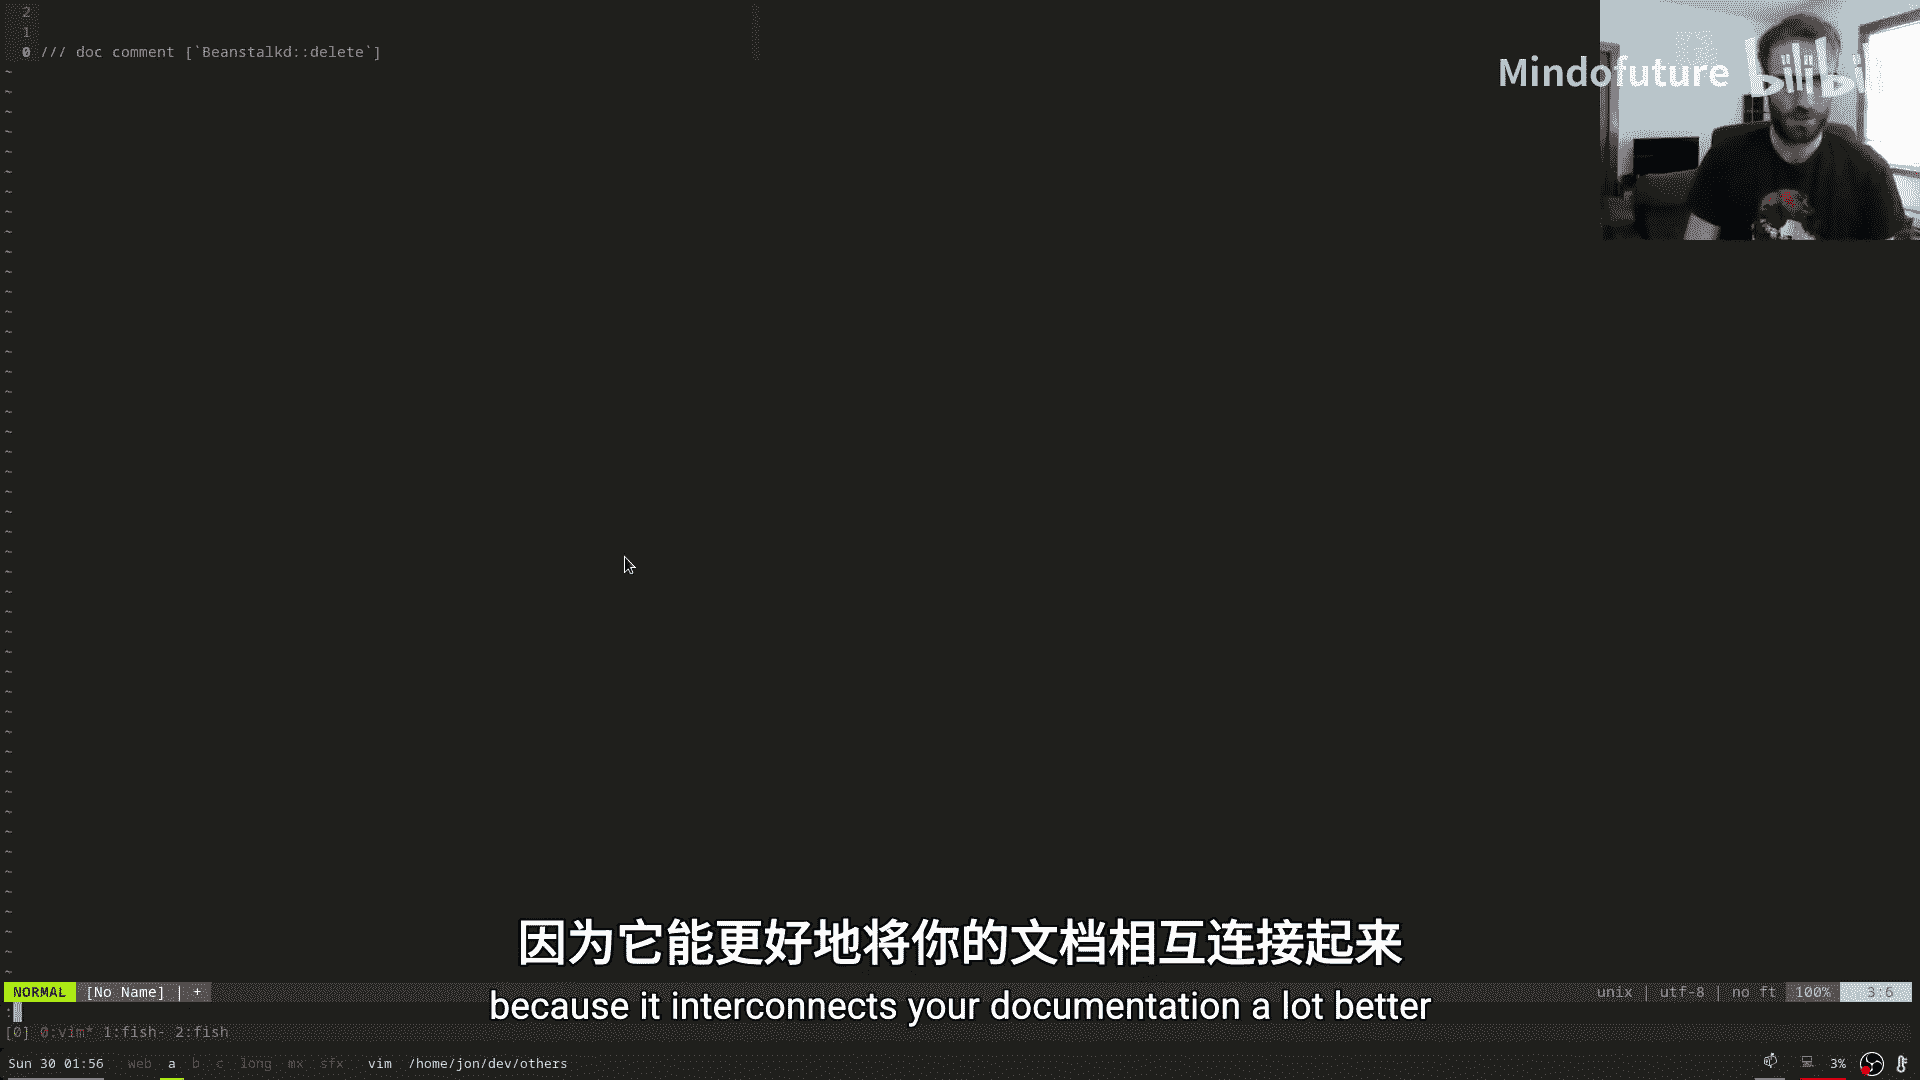 2
1
0 /// doc comment [`Beanstalkd::delete`]
Mindofuture bilibili
因为它能更好地将你的文档相互连接起来
NORMAL [No Name] | + unix | utf-8 | no ft 100% 3:6
because it interconnects your documentation a lot better
:
[0] 0:vim* 1:fish- 2:fish
Sun 30 01:56 web a b c long mx sfx vim /home/jon/dev/others 3%